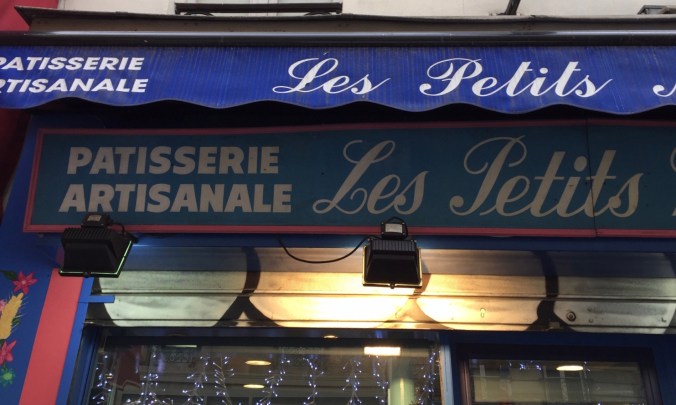 PATISSERIE
ARTISANALE
Les Petits
PATISSERIE
ARTISANALE
Les Petits